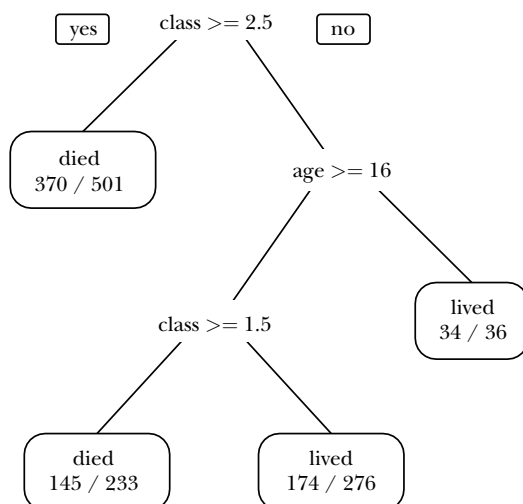 yes
class >= 2.5
no
died
370 / 501
age >= 16
lived
34 / 36
class >= 1.5
died
145 / 233
lived
174 / 276